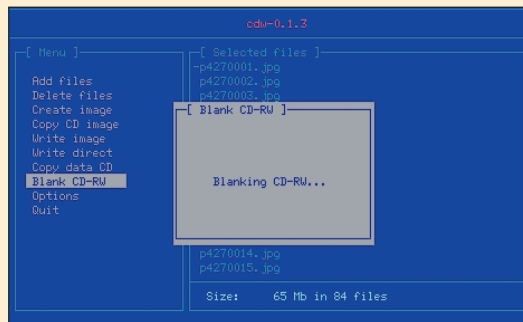 cdw-0.1.3
[ Menu ]
Add files
Delete files
Create image
Copy CD image
Write image
Write direct
Copy data CD
Blank CD-RW
Options
Quit
[ Selected files ]
-p4270001.jpg
p4270002.jpg
p4270003.jpg
[ Blank CD-RW ]
Blanking CD-RW...
p4270014.jpg
p4270015.jpg
Size: 65 Mb in 84 files